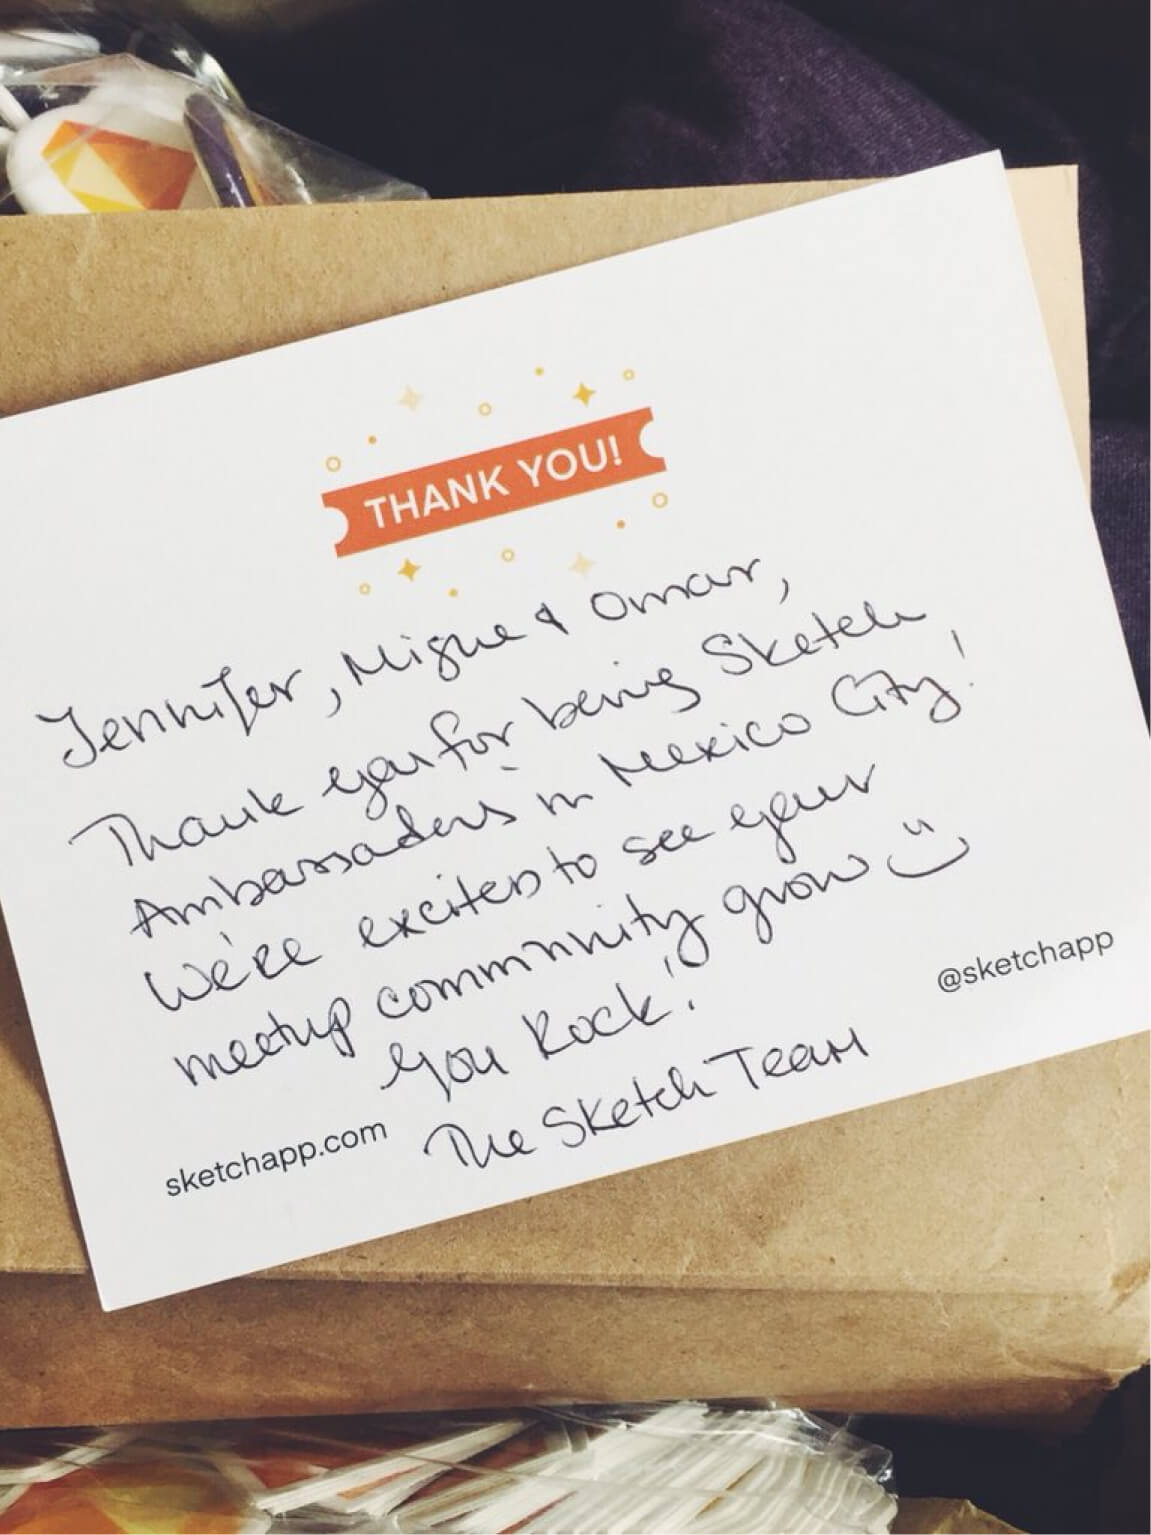 THANK YOU!
Jennifer, Migue & Omar,
Thank you for being Sketch
Ambassadors in Mexico City!
We're excited to see your
meetup community grow :)
You Rock!
The Sketch Team
sketchapp.com
@sketchapp